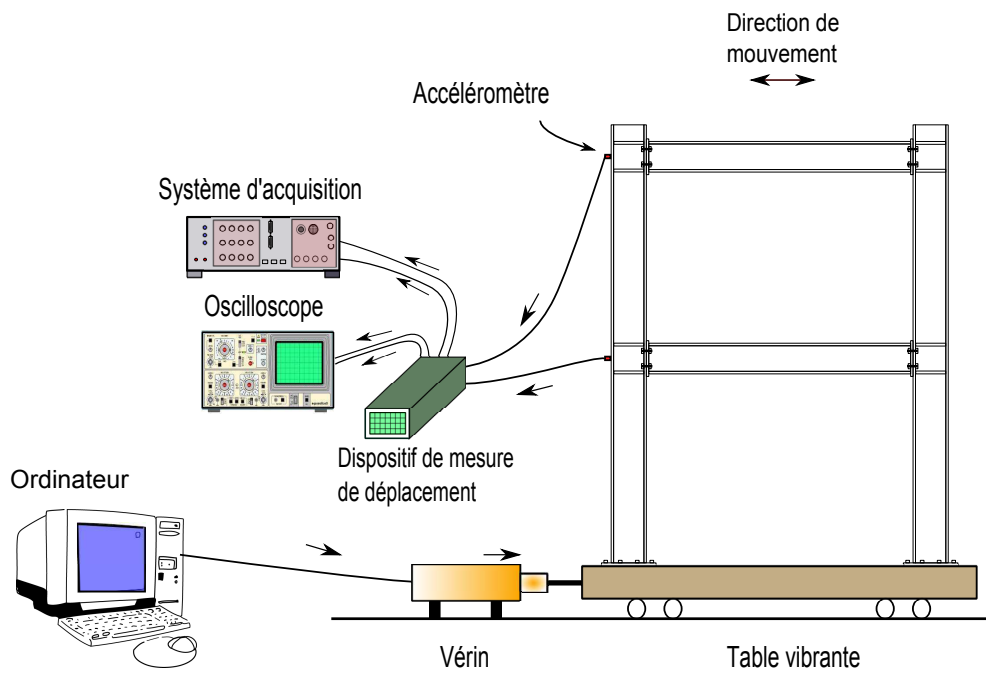 Direction de
mouvement
Accéléromètre
Système d'acquisition
Oscilloscope
Dispositif de mesure
de déplacement
Ordinateur
Vérin
Table vibrante